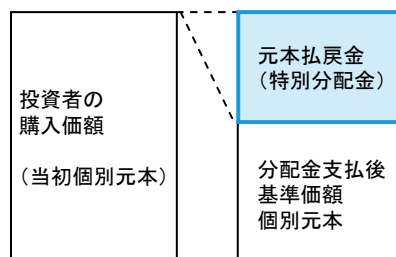 投資者の
購入価額
（当初個別元本）
元本払戻金
（特別分配金）
分配金支払後
基準価額
個別元本